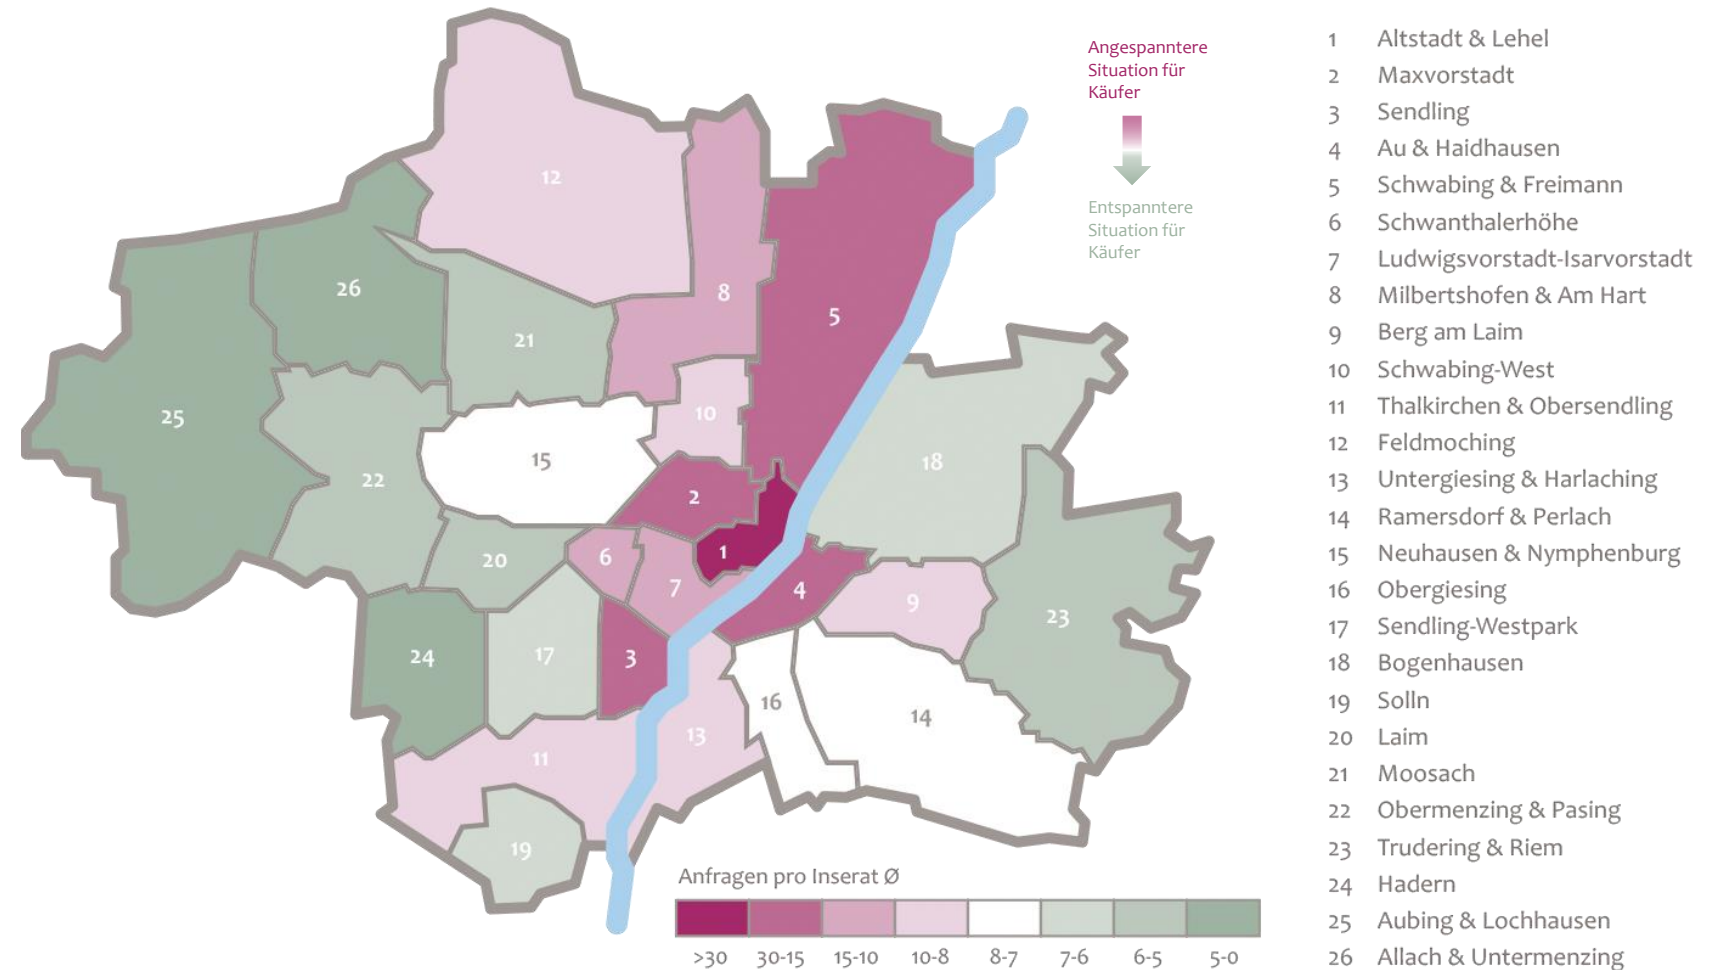 Angespanntere
Situation für
Käufer
Entspanntere
Situation für
Käufer
12
8
5
26
21
25
10
15
18
22
2
1
20
6
7
4
9
23
24
17
3
16
14
13
11
19
Anfragen pro Inserat Ø
>30 30-15 15-10 10-8 8-7 7-6 6-5 5-0
1 Altstadt & Lehel
2 Maxvorstadt
3 Sendling
4 Au & Haidhausen
5 Schwabing & Freimann
6 Schwanthalerhöhe
7 Ludwigsvorstadt-Isarvorstadt
8 Milbertshofen & Am Hart
9 Berg am Laim
10 Schwabing-West
11 Thalkirchen & Obersendling
12 Feldmoching
13 Untergiesing & Harlaching
14 Ramersdorf & Perlach
15 Neuhausen & Nymphenburg
16 Obergiesing
17 Sendling-Westpark
18 Bogenhausen
19 Solln
20 Laim
21 Moosach
22 Obermenzing & Pasing
23 Trudering & Riem
24 Hadern
25 Aubing & Lochhausen
26 Allach & Untermenzing